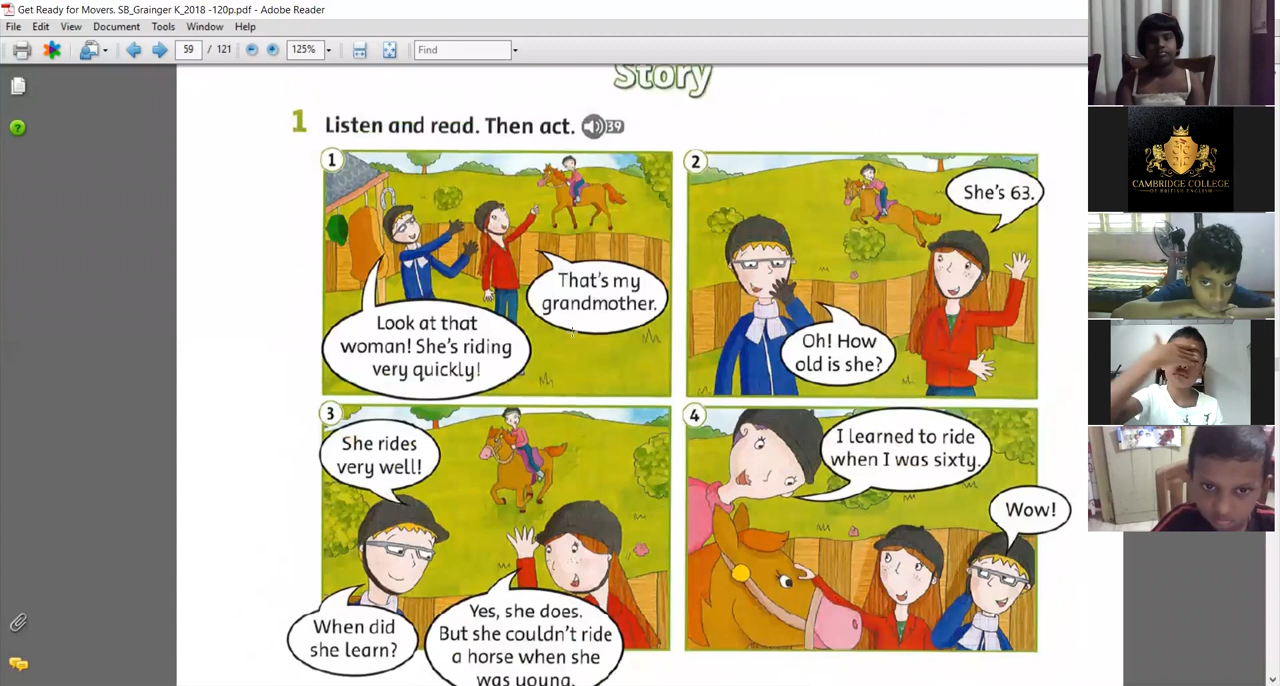 Get Ready for Movers. SB_Grainger K_2018 -120p.pdf - Adobe Reader
File Edit View Document Tools Window Help
59 / 121 125% Find
Story
1 Listen and read. Then act. 39
1
Look at that
woman! She's riding
very quickly!
That's my
grandmother.
2
Oh! How
old is she?
She's 63.
3
She rides
very well!
When did
she learn?
Yes, she does.
But she couldn't ride
a horse when she
was young.
4
I learned to ride
when I was sixty.
Wow!
CAMBRIDGE COLLEGE
OF BRITISH ENGLISH